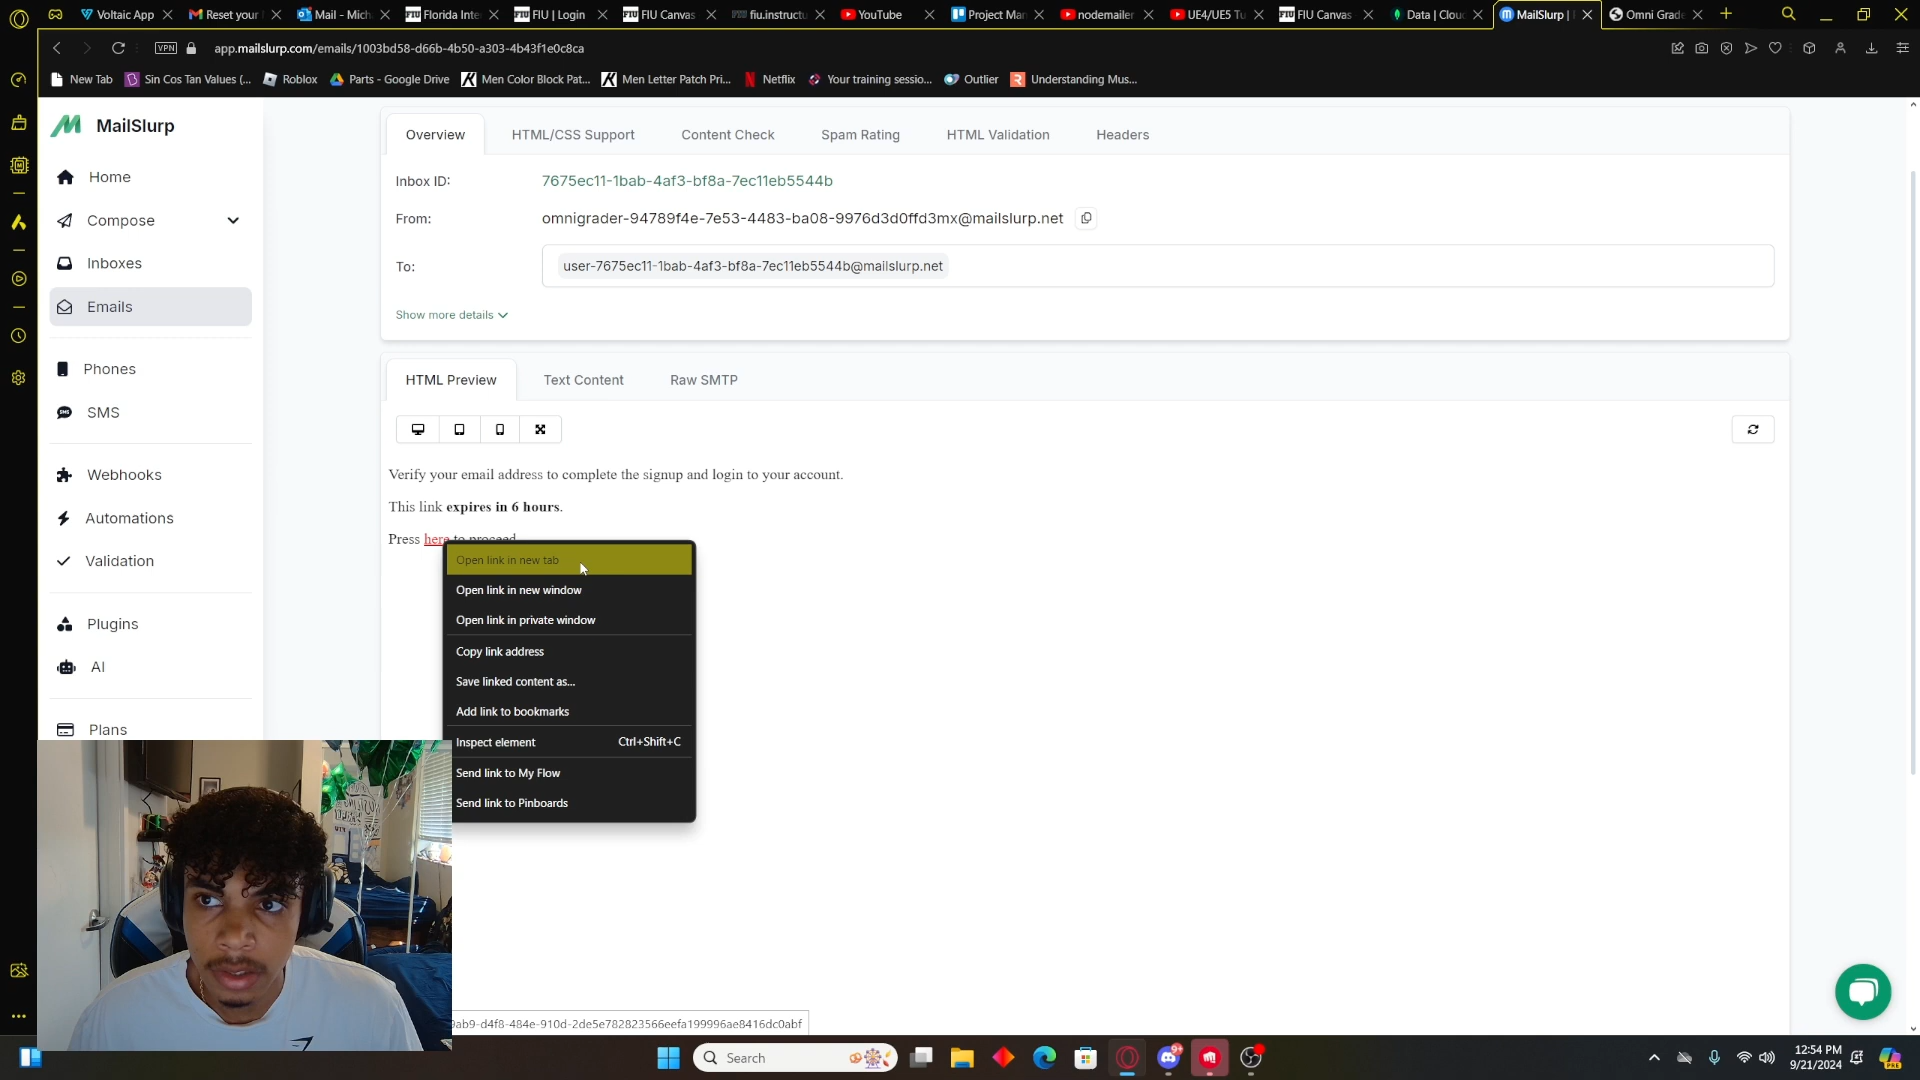 Voltaic App
Reset your
Mail - Mich
FIU Florida Inte
FIU FIU | Login
FIU FIU Canvas
fiu.instructu
YouTube
Project Man
nodemailer
UE4/UE5 Tu
FIU FIU Canvas
Data | Clou
MailSlurp |
Omni Grade
VPN
app.mailslurp.com/emails/1003bd58-d66b-4b50-a303-4b43f1e0c8ca
New Tab
Sin Cos Tan Values (...
Roblox
Parts - Google Drive
Men Color Block Pat...
Men Letter Patch Pri...
Netflix
Your training sessio...
Outlier
Understanding Mus...
MailSlurp
Home
Compose
Inboxes
Emails
Phones
SMS
Webhooks
Automations
Validation
Plugins
AI
Plans
Overview
HTML/CSS Support
Content Check
Spam Rating
HTML Validation
Headers
Inbox ID: 7675ec11-1bab-4af3-bf8a-7ec11eb5544b
From: omnigrader-94789f4e-7e53-4483-ba08-9976d3d0ffd3mx@mailslurp.net
To: user-7675ec11-1bab-4af3-bf8a-7ec11eb5544b@mailslurp.net
Show more details
HTML Preview
Text Content
Raw SMTP
Verify your email address to complete the signup and login to your account.
This link expires in 6 hours.
Press here to proceed
Open link in new tab
Open link in new window
Open link in private window
Copy link address
Save linked content as...
Add link to bookmarks
Inspect element Ctrl+Shift+C
Send link to My Flow
Send link to Pinboards
9ab9-d4f8-484e-910d-2de5e782823566eefa199996ae8416dc0abf
Search
12:54 PM
9/21/2024